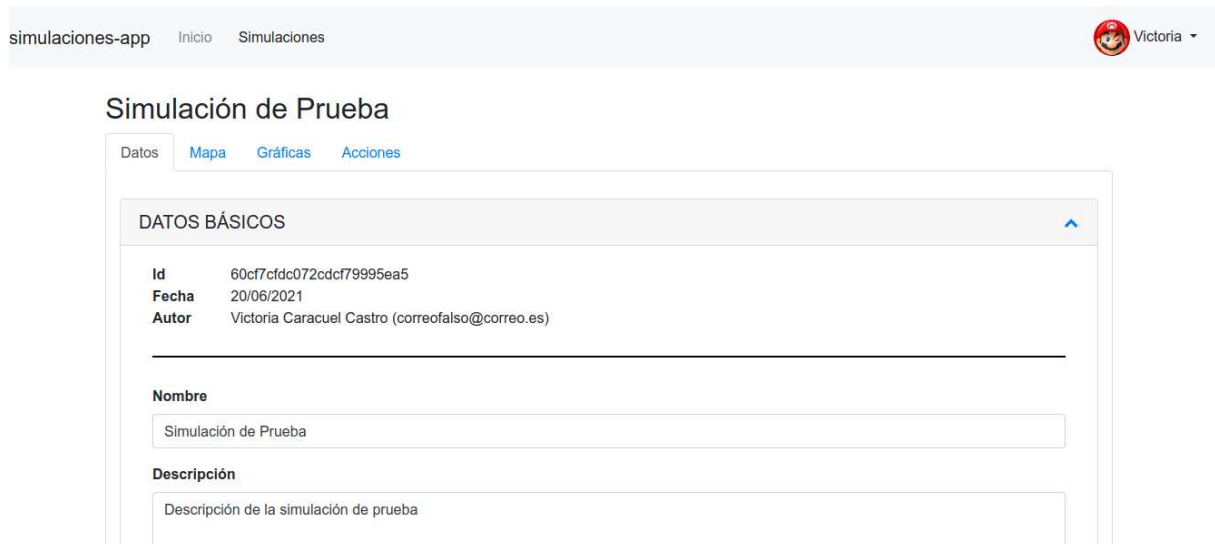 simulaciones-app Inicio Simulaciones Victoria
Simulación de Prueba
Datos Mapa Gráficas Acciones
DATOS BÁSICOS
Id 60cf7cfdc072cdcf79995ea5
Fecha 20/06/2021
Autor Victoria Caracuel Castro (correofalso@correo.es)
Nombre
Simulación de Prueba
Descripción
Descripción de la simulación de prueba